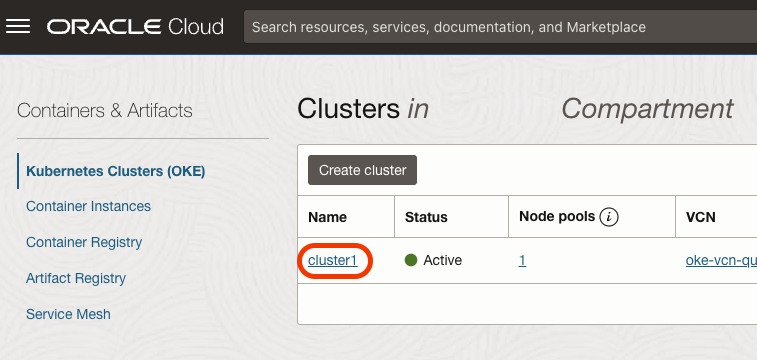 ORACLE Cloud
Search resources, services, documentation, and Marketplace
Containers & Artifacts
Kubernetes Clusters (OKE)
Container Instances
Container Registry
Artifact Registry
Service Mesh
Clusters in Compartment
Create cluster
Name Status Node pools i VCN
cluster1 Active 1 oke-vcn-qu